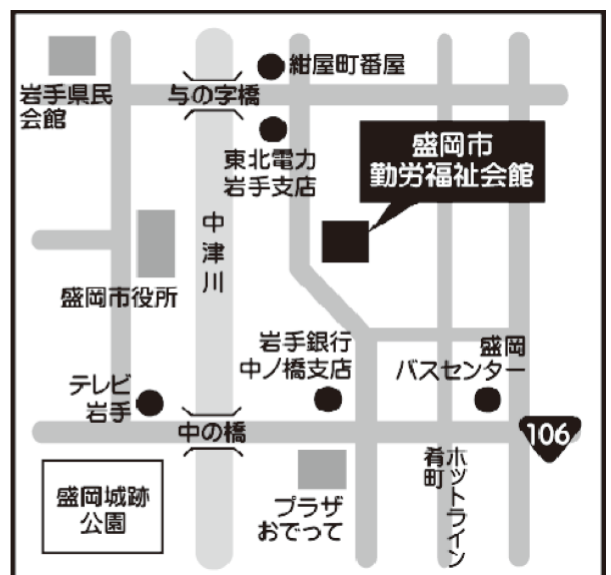 紺屋町番屋
岩手県民
会館
与の字橋
盛岡市
勤労福祉会館
東北電力
岩手支店
中津川
盛岡市役所
岩手銀行
中ノ橋支店
盛岡
バスセンター
テレビ
岩手
中の橋
106
盛岡城跡
公園
プラザ
おでって
ホットライン
肴町